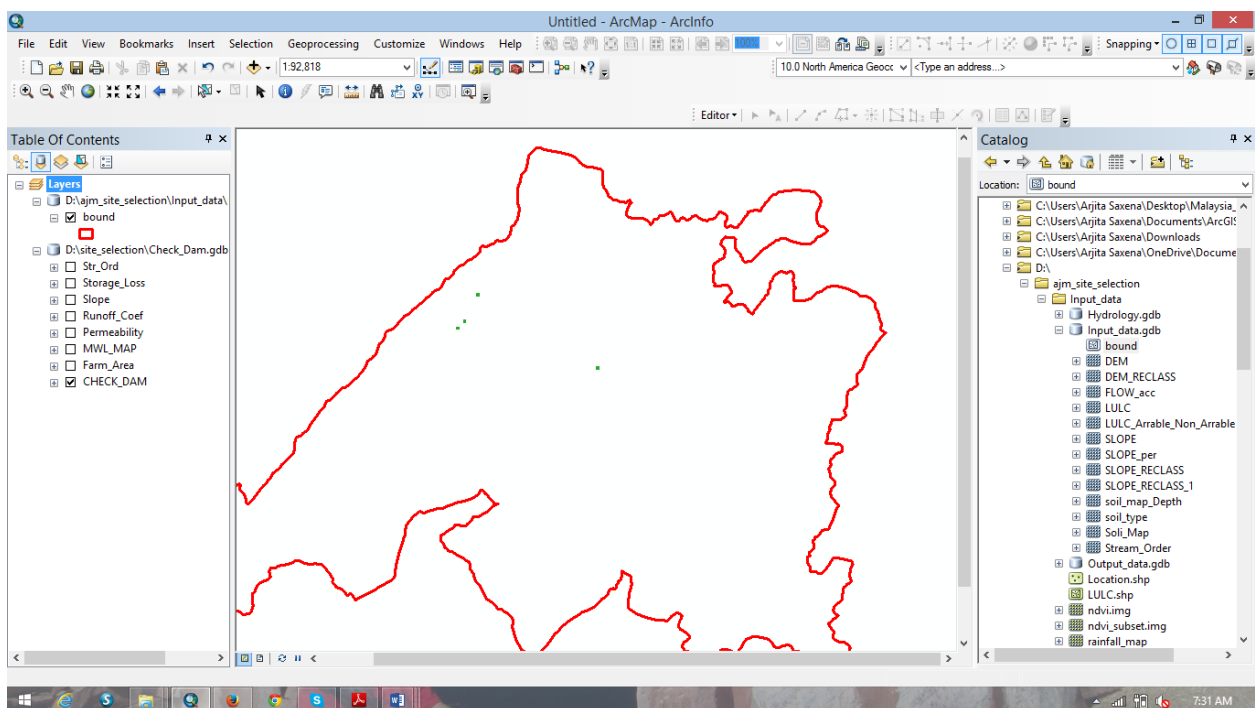 Untitled - ArcMap - ArcInfo
File Edit View Bookmarks Insert Selection Geoprocessing Customize Windows Help 100% Snapping
1:92,818 10.0 North America Geocc <Type an address...>
Editor
Table Of Contents
Layers
D:\ajm_site_selection\Input_data\
bound
D:\site_selection\Check_Dam.gdb
Str_Ord
Storage_Loss
Slope
Runoff_Coef
Permeability
MWL_MAP
Farm_Area
CHECK_DAM
Catalog
Location: bound
C:\Users\Arjita Saxena\Desktop\Malaysia_
C:\Users\Arjita Saxena\Documents\ArcGIS
C:\Users\Arjita Saxena\Downloads
C:\Users\Arjita Saxena\OneDrive\Docume
D:\
ajm_site_selection
Input_data
Hydrology.gdb
Input_data.gdb
bound
DEM
DEM_RECLASS
FLOW_acc
LULC
LULC_Arrable_Non_Arrable
SLOPE
SLOPE_per
SLOPE_RECLASS
SLOPE_RECLASS_1
soil_map_Depth
soil_type
Soli_Map
Stream_Order
Output_data.gdb
Location.shp
LULC.shp
ndvi.img
ndvi_subset.img
rainfall_map
7:31 AM